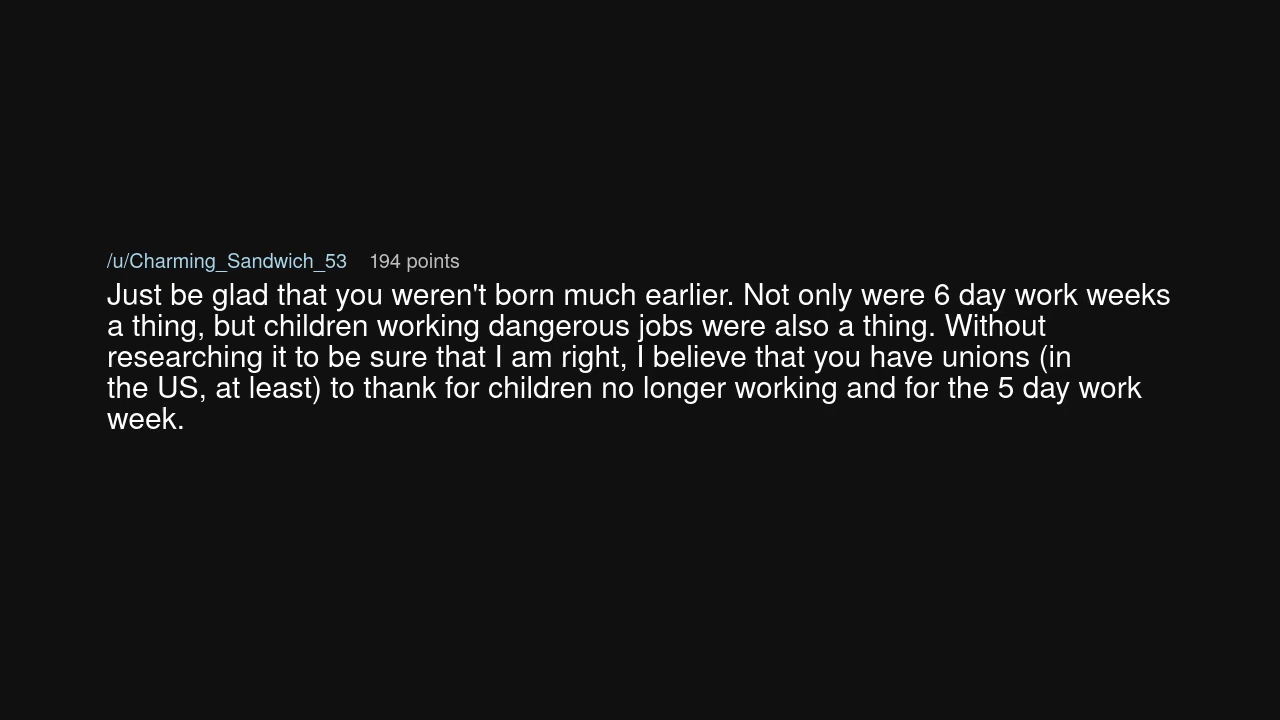 /u/Charming_Sandwich_53 194 points
Just be glad that you weren't born much earlier. Not only were 6 day work weeks
a thing, but children working dangerous jobs were also a thing. Without
researching it to be sure that I am right, I believe that you have unions (in
the US, at least) to thank for children no longer working and for the 5 day work
week.